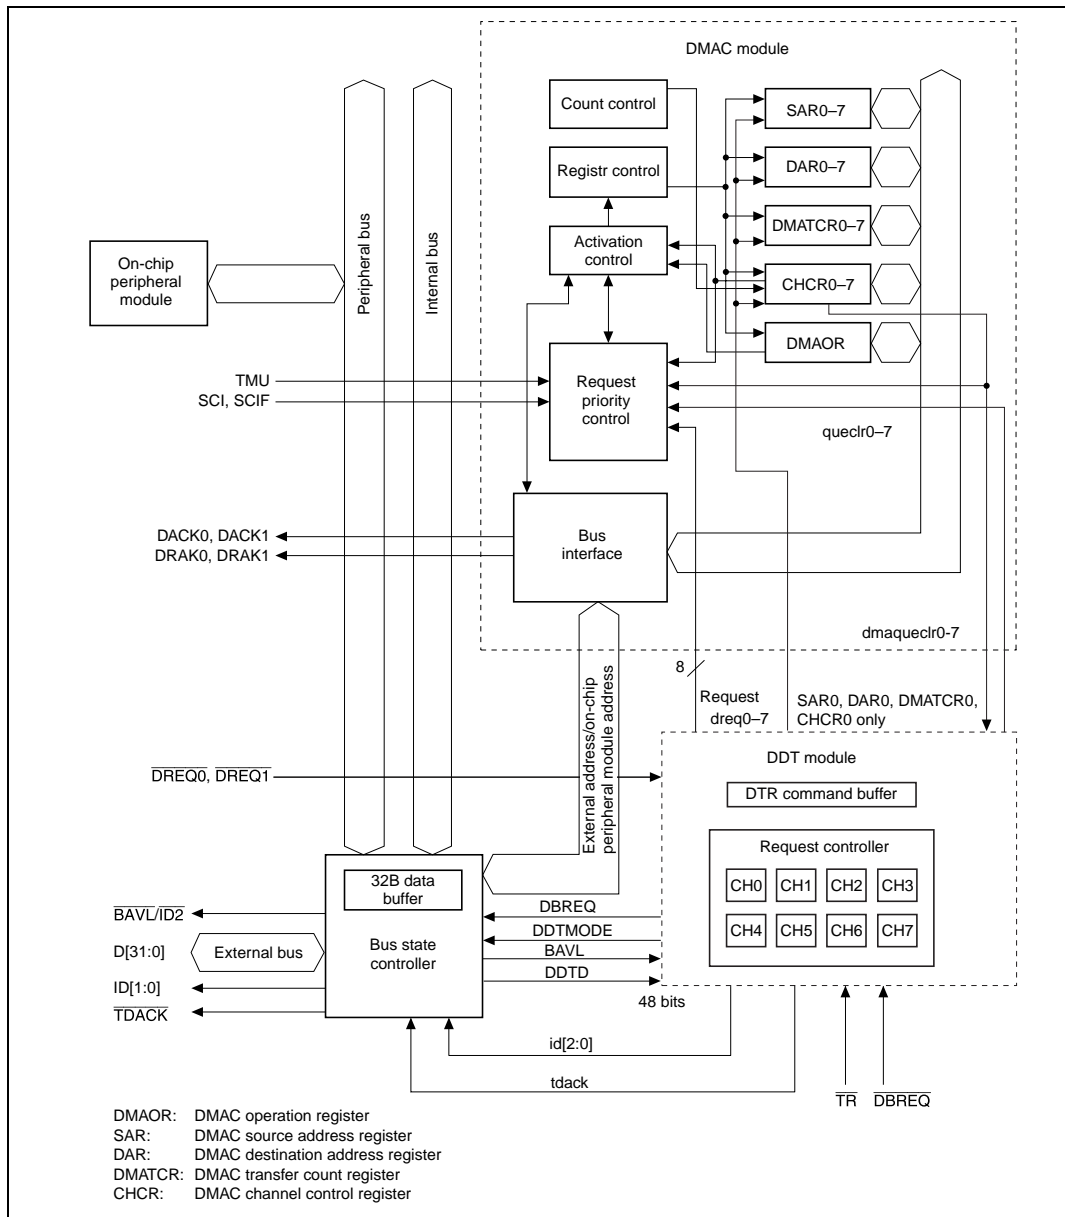 DMAC module
Count control
SAR0–7
Registr control
DAR0–7
DMATCR0–7
Activation
control
CHCR0–7
DMAOR
On-chip
peripheral
module
Peripheral bus
Internal bus
TMU
SCI, SCIF
Request
priority
control
queclr0–7
DACK0, DACK1
DRAK0, DRAK1
Bus
interface
dmaqueclr0-7
8
Request
dreq0–7
SAR0, DAR0, DMATCR0,
CHCR0 only
External address/on-chip
peripheral module address
DREQ0, DREQ1
DDT module
DTR command buffer
Request controller
CH0 CH1 CH2 CH3
CH4 CH5 CH6 CH7
32B data
buffer
Bus state
controller
BAVL/ID2
D[31:0]
External bus
ID[1:0]
TDACK
DBREQ
DDTMODE
BAVL
DDTD
48 bits
id[2:0]
tdack
TR
DBREQ
DMAOR: DMAC operation register
SAR: DMAC source address register
DAR: DMAC destination address register
DMATCR: DMAC transfer count register
CHCR: DMAC channel control register